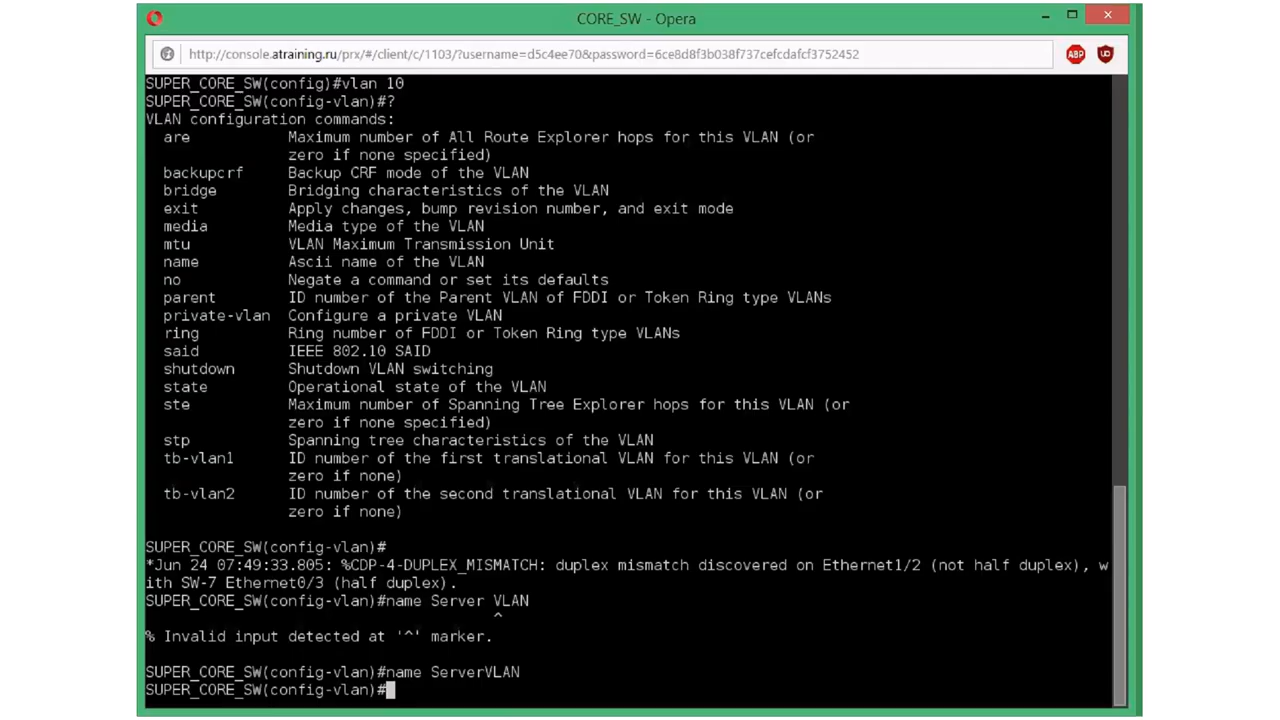 CORE_SW - Opera
http://console.atraining.ru/prx/#/client/c/1103/?username=d5c4ee70&password=6ce8d8f3b038f737cefcdafcf3752452
ABP
SUPER_CORE_SW(config)#vlan 10
SUPER_CORE_SW(config-vlan)#?
VLAN configuration commands:
  are          Maximum number of All Route Explorer hops for this VLAN (or
               zero if none specified)
  backupcrf    Backup CRF mode of the VLAN
  bridge       Bridging characteristics of the VLAN
  exit         Apply changes, bump revision number, and exit mode
  media        Media type of the VLAN
  mtu          VLAN Maximum Transmission Unit
  name         Ascii name of the VLAN
  no           Negate a command or set its defaults
  parent       ID number of the Parent VLAN of FDDI or Token Ring type VLANs
  private-vlan Configure a private VLAN
  ring         Ring number of FDDI or Token Ring type VLANs
  said         IEEE 802.10 SAID
  shutdown     Shutdown VLAN switching
  state        Operational state of the VLAN
  ste          Maximum number of Spanning Tree Explorer hops for this VLAN (or
               zero if none specified)
  stp          Spanning tree characteristics of the VLAN
  tb-vlan1     ID number of the first translational VLAN for this VLAN (or
               zero if none)
  tb-vlan2     ID number of the second translational VLAN for this VLAN (or
               zero if none)
SUPER_CORE_SW(config-vlan)#
*Jun 24 07:49:33.805: %CDP-4-DUPLEX_MISMATCH: duplex mismatch discovered on Ethernet1/2 (not half duplex), w
ith SW-7 Ethernet0/3 (half duplex).
SUPER_CORE_SW(config-vlan)#name Server VLAN
                                       ^
% Invalid input detected at '^' marker.
SUPER_CORE_SW(config-vlan)#name ServerVLAN
SUPER_CORE_SW(config-vlan)#